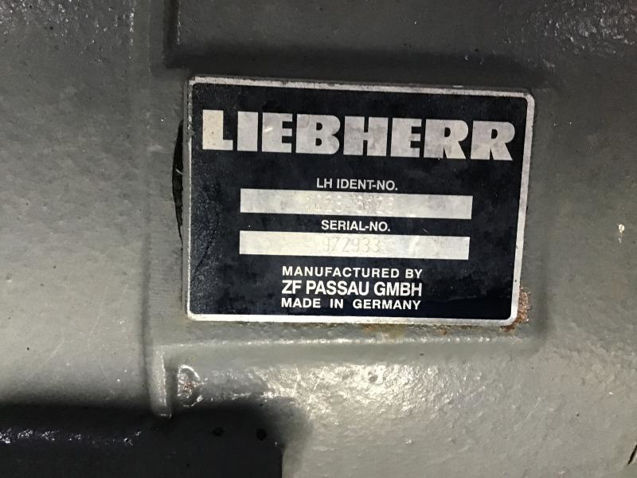 LIEBHERR
LH IDENT-NO.
SERIAL-NO.
MANUFACTURED BY
ZF PASSAU GMBH
MADE IN GERMANY